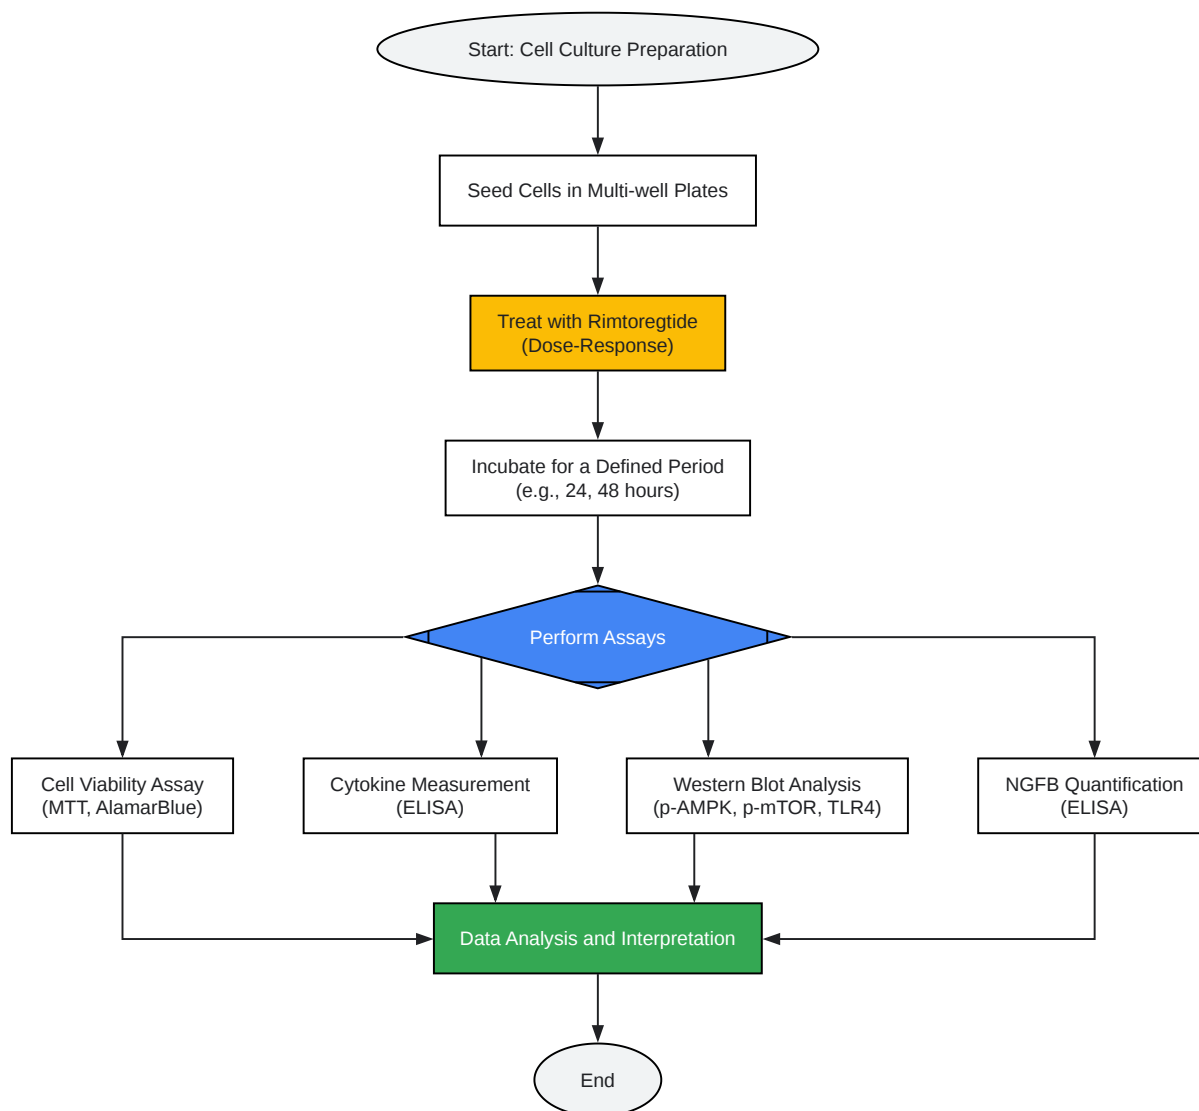 Start: Cell Culture Preparation
Seed Cells in Multi-well Plates
Treat with Rimtoregtide
(Dose-Response)
Incubate for a Defined Period
(e.g., 24, 48 hours)
Perform Assays
Cell Viability Assay
(MTT, AlamarBlue)
Cytokine Measurement
(ELISA)
Western Blot Analysis
(p-AMPK, p-mTOR, TLR4)
NGFB Quantification
(ELISA)
Data Analysis and Interpretation
End